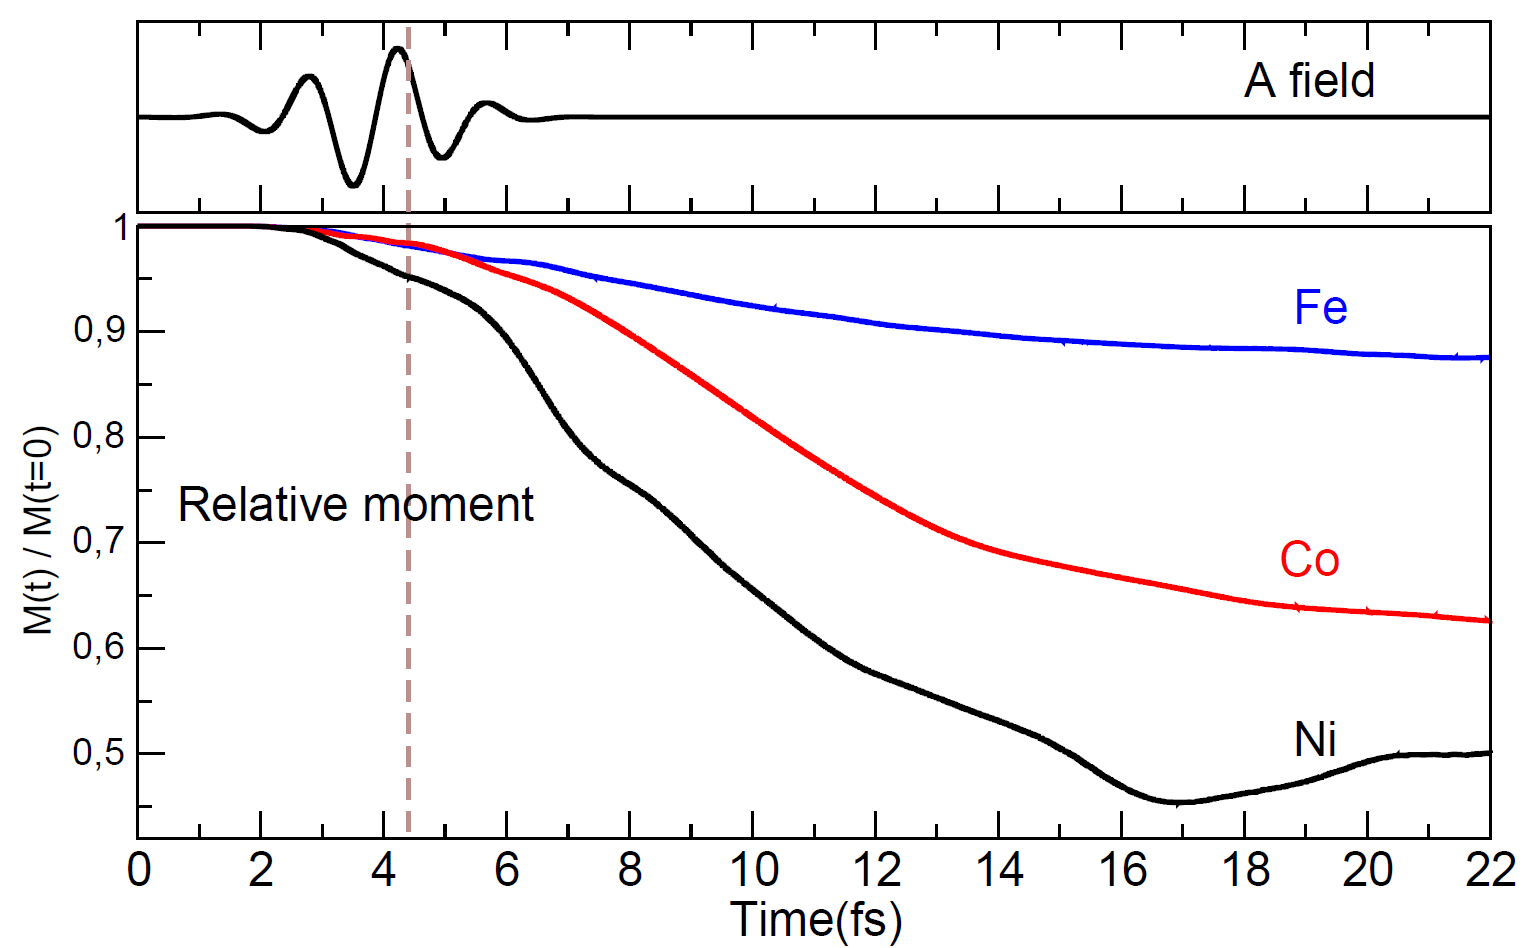 A field
1
0,9
0,8
0,7
0,6
0,5
M(t) / M(t=0)
Relative moment
Fe
Co
Ni
0 2 4 6 8 10 12 14 16 18 20 22
Time(fs)